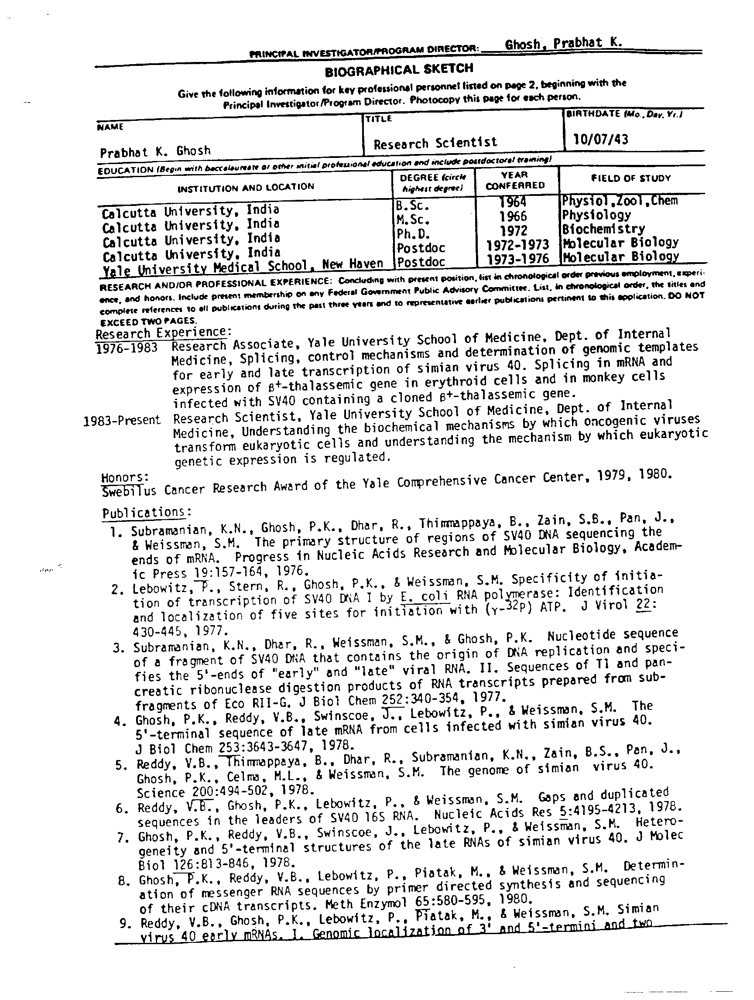 PRINCIPAL INVESTIGATOR/PROGRAM DIRECTOR: Ghosh, Prabhat K.
BIOGRAPHICAL SKETCH
Give the following information for key professional personnel listed on page 2, beginning with the
Principal Investigator/Program Director. Photocopy this page for each person.
NAME TITLE BIRTHDATE (Mo., Day, Yr.)
Prabhat K. Ghosh Research Scientist 10/07/43
EDUCATION (Begin with baccalaureate or other initial professional education and include postdoctoral training)
INSTITUTION AND LOCATION DEGREE (circle highest degree) YEAR CONFERRED FIELD OF STUDY
Calcutta University, India B.Sc. 1964 Physiol,Zool,Chem
Calcutta University, India M.Sc. 1966 Physiology
Calcutta University, India Ph.D. 1972 Biochemistry
Calcutta University, India Postdoc 1972-1973 Molecular Biology
Yale University Medical School, New Haven Postdoc 1973-1976 Molecular Biology
RESEARCH AND/OR PROFESSIONAL EXPERIENCE: Concluding with present position, list in chronological order previous employment, experi-
ence, and honors. Include present membership on any Federal Government Public Advisory Committee. List, in chronological order, the titles and
complete references to all publications during the past three years and to representative earlier publications pertinent to this application. DO NOT
EXCEED TWO PAGES.
Research Experience:
1976-1983 Research Associate, Yale University School of Medicine, Dept. of Internal
Medicine, Splicing, control mechanisms and determination of genomic templates
for early and late transcription of simian virus 40. Splicing in mRNA and
expression of β⁺-thalassemic gene in erythroid cells and in monkey cells
infected with SV40 containing a cloned β⁺-thalassemic gene.
1983-Present Research Scientist, Yale University School of Medicine, Dept. of Internal
Medicine, Understanding the biochemical mechanisms by which oncogenic viruses
transform eukaryotic cells and understanding the mechanism by which eukaryotic
genetic expression is regulated.
Honors:
Swebilus Cancer Research Award of the Yale Comprehensive Cancer Center, 1979, 1980.
Publications:
1. Subramanian, K.N., Ghosh, P.K., Dhar, R., Thimmappaya, B., Zain, S.B., Pan, J.,
& Weissman, S.M. The primary structure of regions of SV40 DNA sequencing the
ends of mRNA. Progress in Nucleic Acids Research and Molecular Biology, Academ-
ic Press 19:157-164, 1976.
2. Lebowitz, P., Stern, R., Ghosh, P.K., & Weissman, S.M. Specificity of initia-
tion of transcription of SV40 DNA I by E. coli RNA polymerase: Identification
and localization of five sites for initiation with (γ-³²P) ATP. J Virol 22:
430-445, 1977.
3. Subramanian, K.N., Dhar, R., Weissman, S.M., & Ghosh, P.K. Nucleotide sequence
of a fragment of SV40 DNA that contains the origin of DNA replication and speci-
fies the 5'-ends of "early" and "late" viral RNA. II. Sequences of T1 and pan-
creatic ribonuclease digestion products of RNA transcripts prepared from sub-
fragments of Eco RII-G. J Biol Chem 252:340-354, 1977.
4. Ghosh, P.K., Reddy, V.B., Swinscoe, J., Lebowitz, P., & Weissman, S.M. The
5'-terminal sequence of late mRNA from cells infected with simian virus 40.
J Biol Chem 253:3643-3647, 1978.
5. Reddy, V.B., Thimmappaya, B., Dhar, R., Subramanian, K.N., Zain, B.S., Pan, J.,
Ghosh, P.K., Celma, M.L., & Weissman, S.M. The genome of simian virus 40.
Science 200:494-502, 1978.
6. Reddy, V.B., Ghosh, P.K., Lebowitz, P., & Weissman, S.M. Gaps and duplicated
sequences in the leaders of SV40 16S RNA. Nucleic Acids Res 5:4195-4213, 1978.
7. Ghosh, P.K., Reddy, V.B., Swinscoe, J., Lebowitz, P., & Weissman, S.M. Hetero-
geneity and 5'-terminal structures of the late RNAs of simian virus 40. J Molec
Biol 126:813-846, 1978.
8. Ghosh, P.K., Reddy, V.B., Lebowitz, P., Piatak, M., & Weissman, S.M. Determin-
ation of messenger RNA sequences by primer directed synthesis and sequencing
of their cDNA transcripts. Meth Enzymol 65:580-595, 1980.
9. Reddy, V.B., Ghosh, P.K., Lebowitz, P., Piatak, M., & Weissman, S.M. Simian
virus 40 early mRNAs. I. Genomic localization of 3' and 5'-termini and two